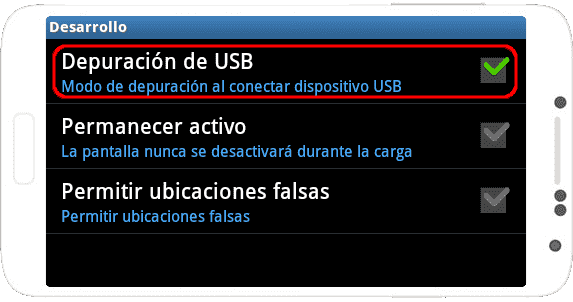 Desarrollo
Depuración de USB
Modo de depuración al conectar dispositivo USB
Permanecer activo
La pantalla nunca se desactivará durante la carga
Permitir ubicaciones falsas
Permitir ubicaciones falsas